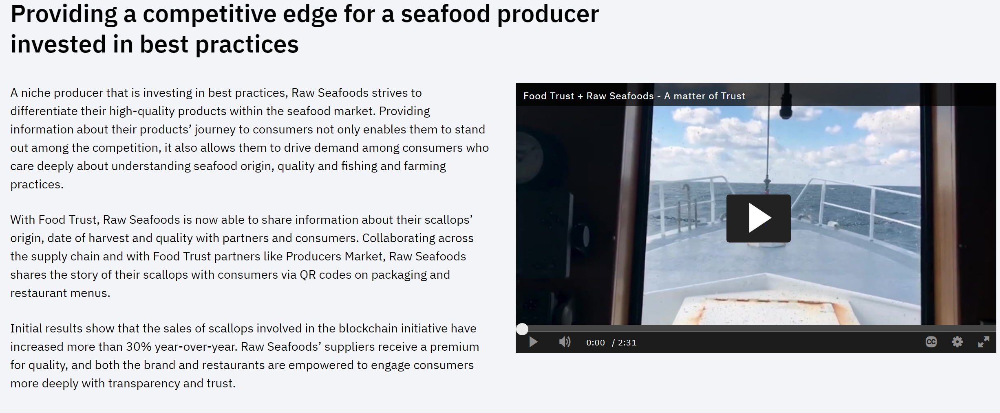 Providing a competitive edge for a seafood producer
invested in best practices
A niche producer that is investing in best practices, Raw Seafoods strives to
differentiate their high-quality products within the seafood market. Providing
information about their products’ journey to consumers not only enables them to stand
out among the competition, it also allows them to drive demand among consumers who
care deeply about understanding seafood origin, quality and fishing and farming
practices.
With Food Trust, Raw Seafoods is now able to share information about their scallops’
origin, date of harvest and quality with partners and consumers. Collaborating across
the supply chain and with Food Trust partners like Producers Market, Raw Seafoods
shares the story of their scallops with consumers via QR codes on packaging and
restaurant menus.
Initial results show that the sales of scallops involved in the blockchain initiative have
increased more than 30% year-over-year. Raw Seafoods’ suppliers receive a premium
for quality, and both the brand and restaurants are empowered to engage consumers
more deeply with transparency and trust.
Food Trust + Raw Seafoods - A matter of Trust
0:00 / 2:31
CC